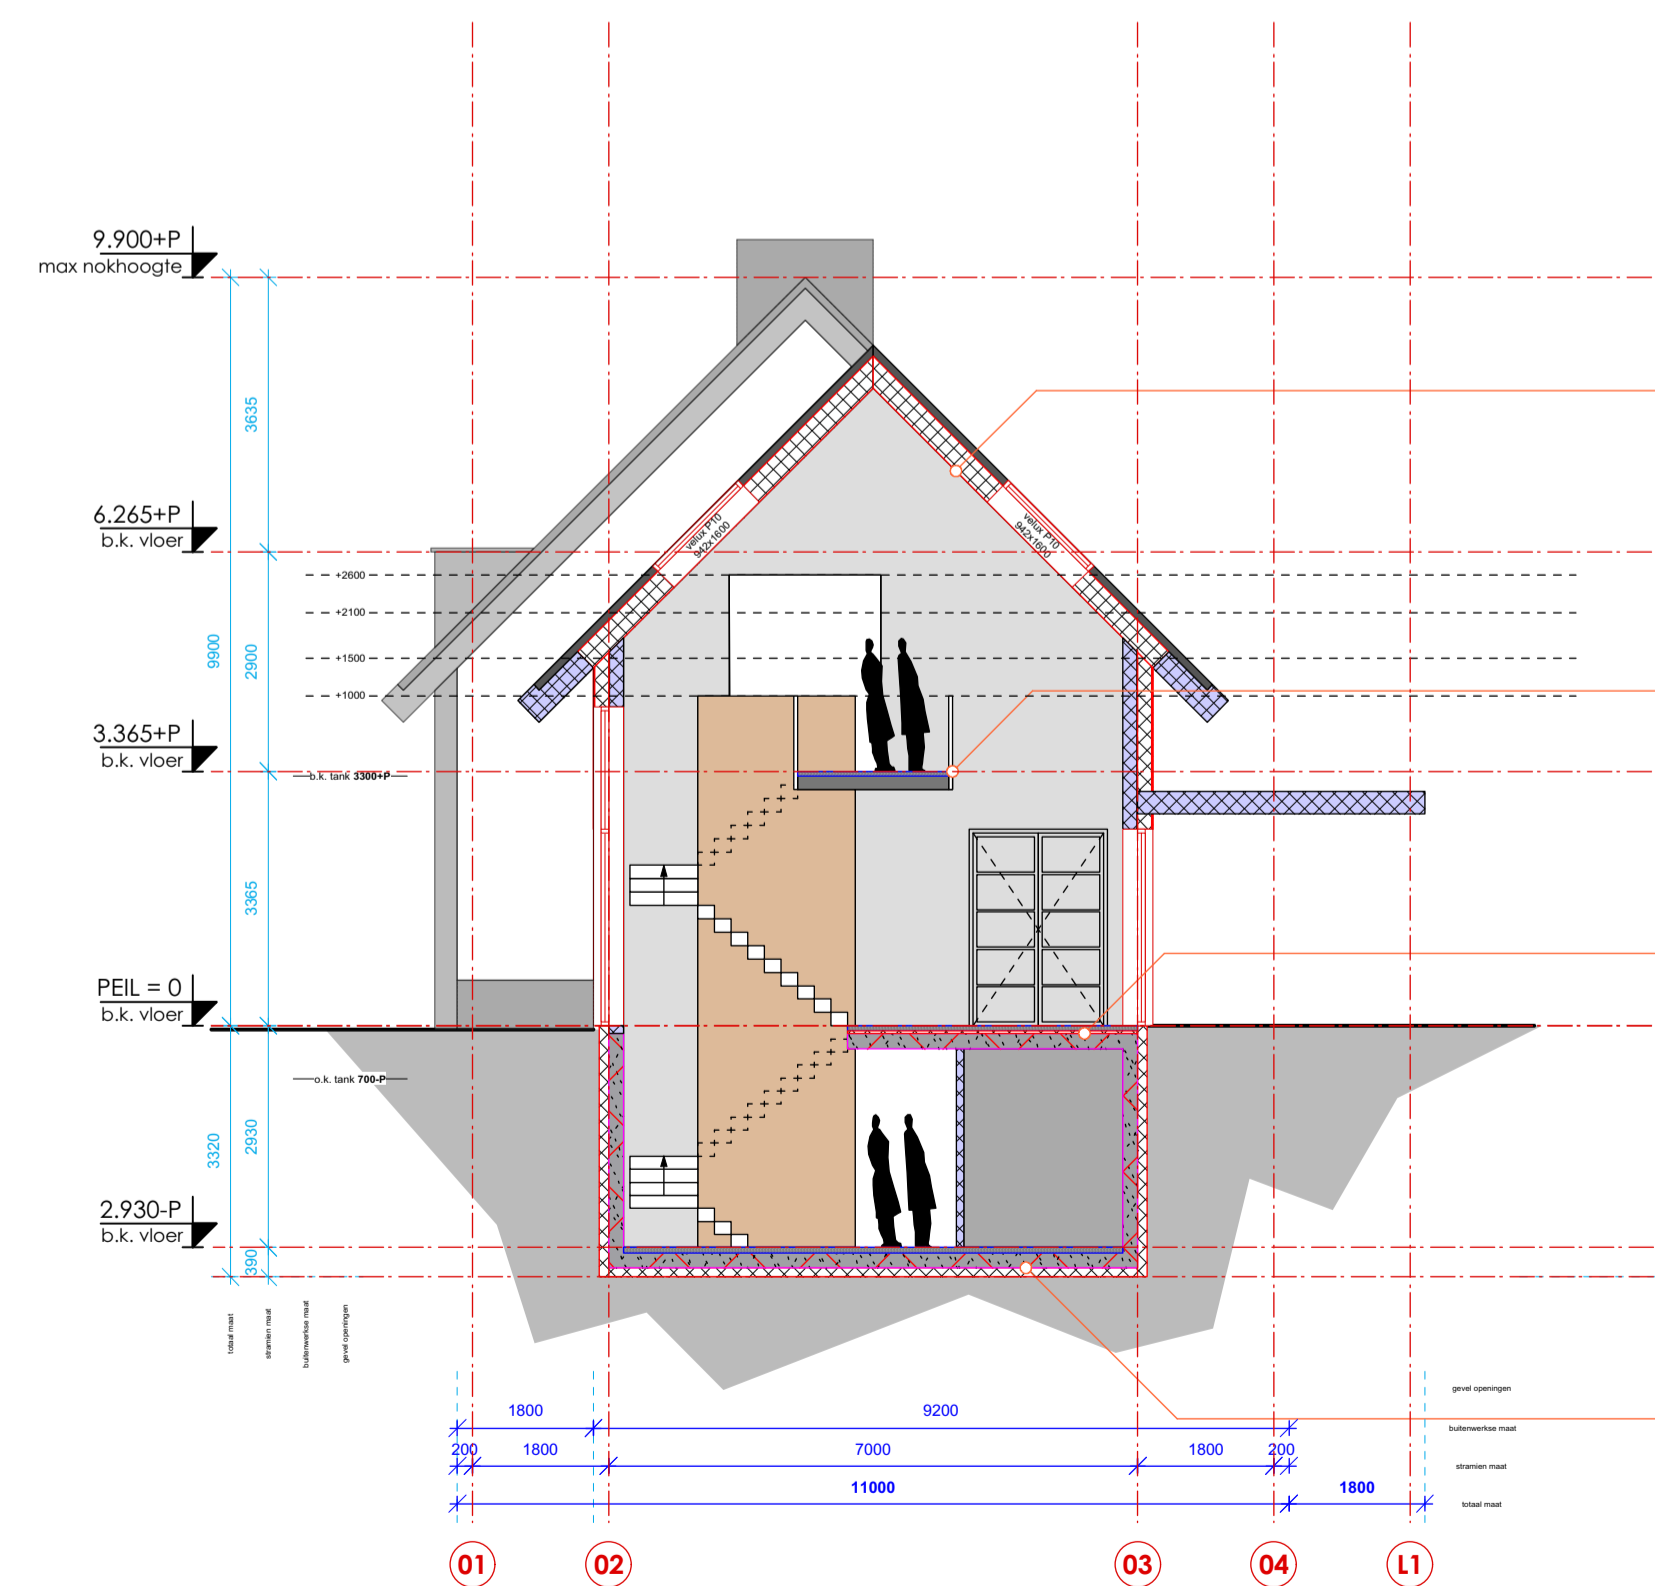 9.900+P
max nokhoogte
3635
velux P10
942x1600
velux P10
942x1600
6.265+P
b.k. vloer
+2600
+2100
+1500
+1000
9900
2900
3.365+P
b.k. vloer
b.k. tank 3300+P
3365
PEIL = 0
b.k. vloer
o.k. tank 700-P
3320
2930
2.930-P
b.k. vloer
390
totaal maat
stramien maat
buitenwerkse maat
gevel openingen
gevel openingen
1800
9200
buitenwerkse maat
200
1800
7000
1800
200
stramien maat
11000
1800
totaal maat
01
02
03
04
L1